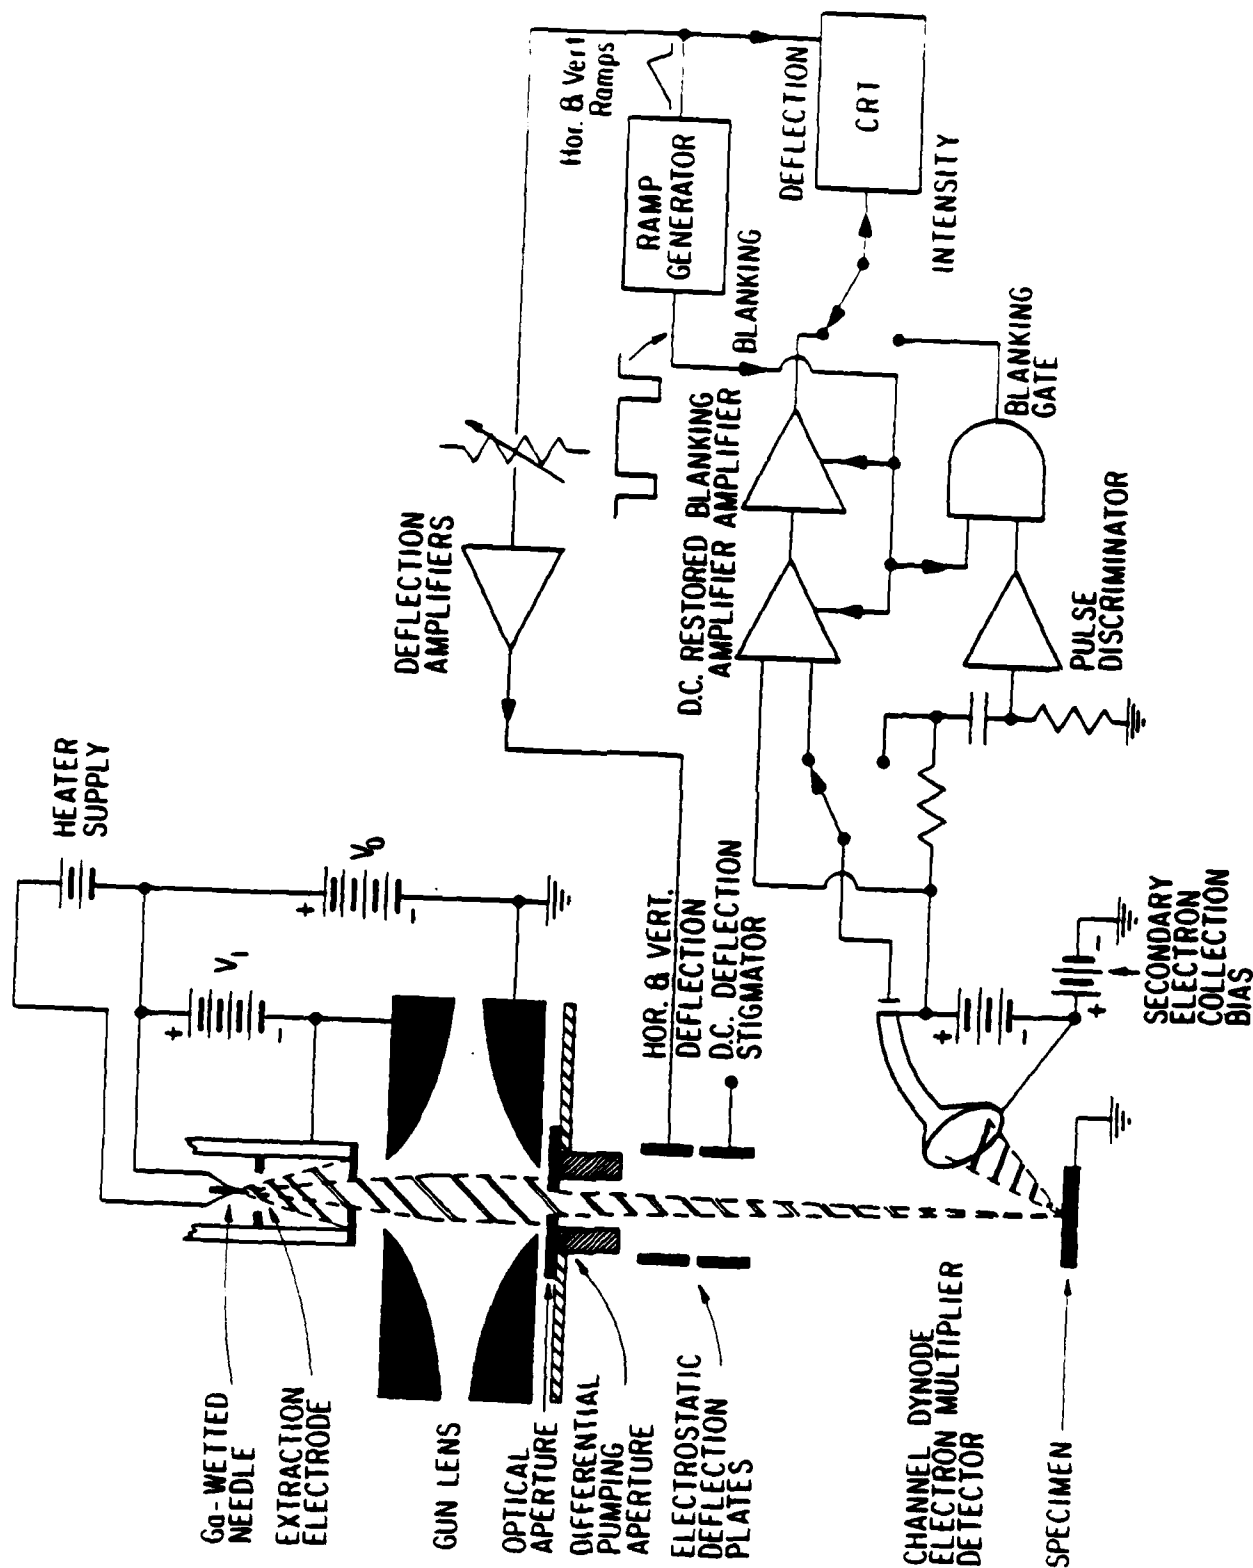 Ga-WETTED
NEEDLE
EXTRACTION
ELECTRODE
GUN LENS
OPTICAL
APERTURE
DIFFERENTIAL
PUMPING
APERTURE
ELECTROSTATIC
DEFLECTION
PLATES
CHANNEL DYNODE
ELECTRON MULTIPLIER
DETECTOR
SPECIMEN
HEATER
SUPPLY
+
V1
-
+
V0
-
HOR. & VERT.
DEFLECTION
D.C. DEFLECTION
STIGMATOR
+
-
+
-
SECONDARY
ELECTRON
COLLECTION
BIAS
DEFLECTION
AMPLIFIERS
D.C. RESTORED BLANKING
AMPLIFIER AMPLIFIER
PULSE
DISCRIMINATOR
BLANKING
GATE
Hor. & Vert
Ramps
RAMP
GENERATOR
BLANKING
DEFLECTION
CRT
INTENSITY